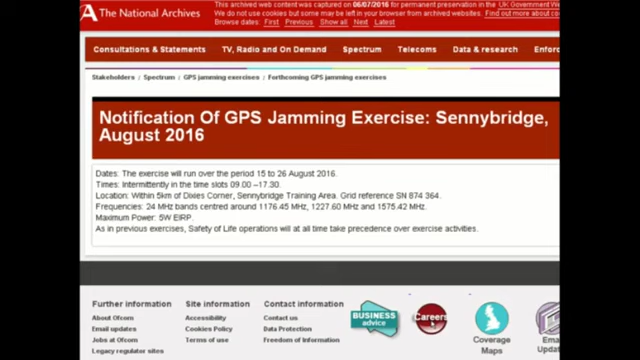 The National Archives
This archived web content was captured on 06/07/2016 for permanent preservation in the UK Government We
We do not use cookies but some may be left in your browser from archived websites. Find out more about co
Browse dates: First Previous Show all Next Latest
Consultations & Statements TV, Radio and On Demand Spectrum Telecoms Data & research Enforc
Stakeholders > Spectrum > GPS jamming exercises > Forthcoming GPS jamming exercises
Notification Of GPS Jamming Exercise: Sennybridge,
August 2016
Dates: The exercise will run over the period 15 to 26 August 2016.
Times: Intermittently in the time slots 09.00 –17.30.
Location: Within 5km of Dixies Corner, Sennybridge Training Area. Grid reference SN 874 364.
Frequencies: 24 MHz bands centred around 1176.45 MHz, 1227.60 MHz and 1575.42 MHz.
Maximum Power: 5W EIRP.
As in previous exercises, Safety of Life operations will at all time take precedence over exercise activities.
Further information
About Ofcom
Email updates
Jobs at Ofcom
Legacy regulator sites
Site information
Accessibility
Cookies Policy
Terms of use
Contact information
Contact us
Data Protection
Freedom of Information
BUSINESS
advice
Careers
Coverage
Maps
Ema
Updat